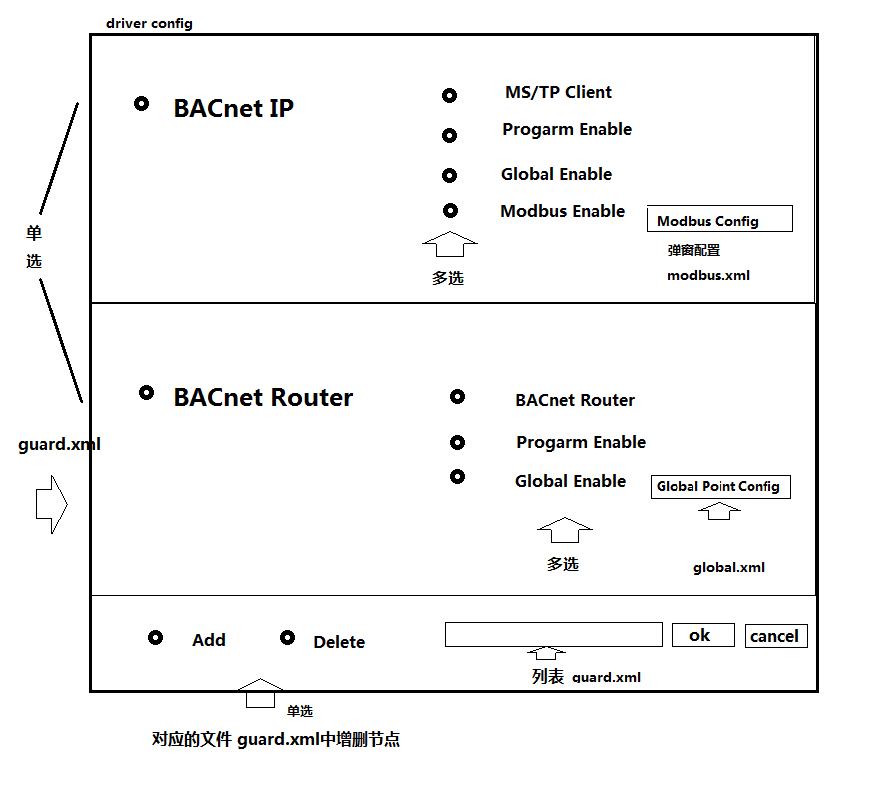 driver config
BACnet IP
MS/TP Client
Progarm Enable
Global Enable
Modbus Enable
Modbus Config
弹窗配置
modbus.xml
多选
单
选
BACnet Router
BACnet Router
guard.xml
Progarm Enable
Global Enable
Global Point Config
多选
global.xml
Add
Delete
ok
cancel
列表 guard.xml
单选
对应的文件 guard.xml中增删节点